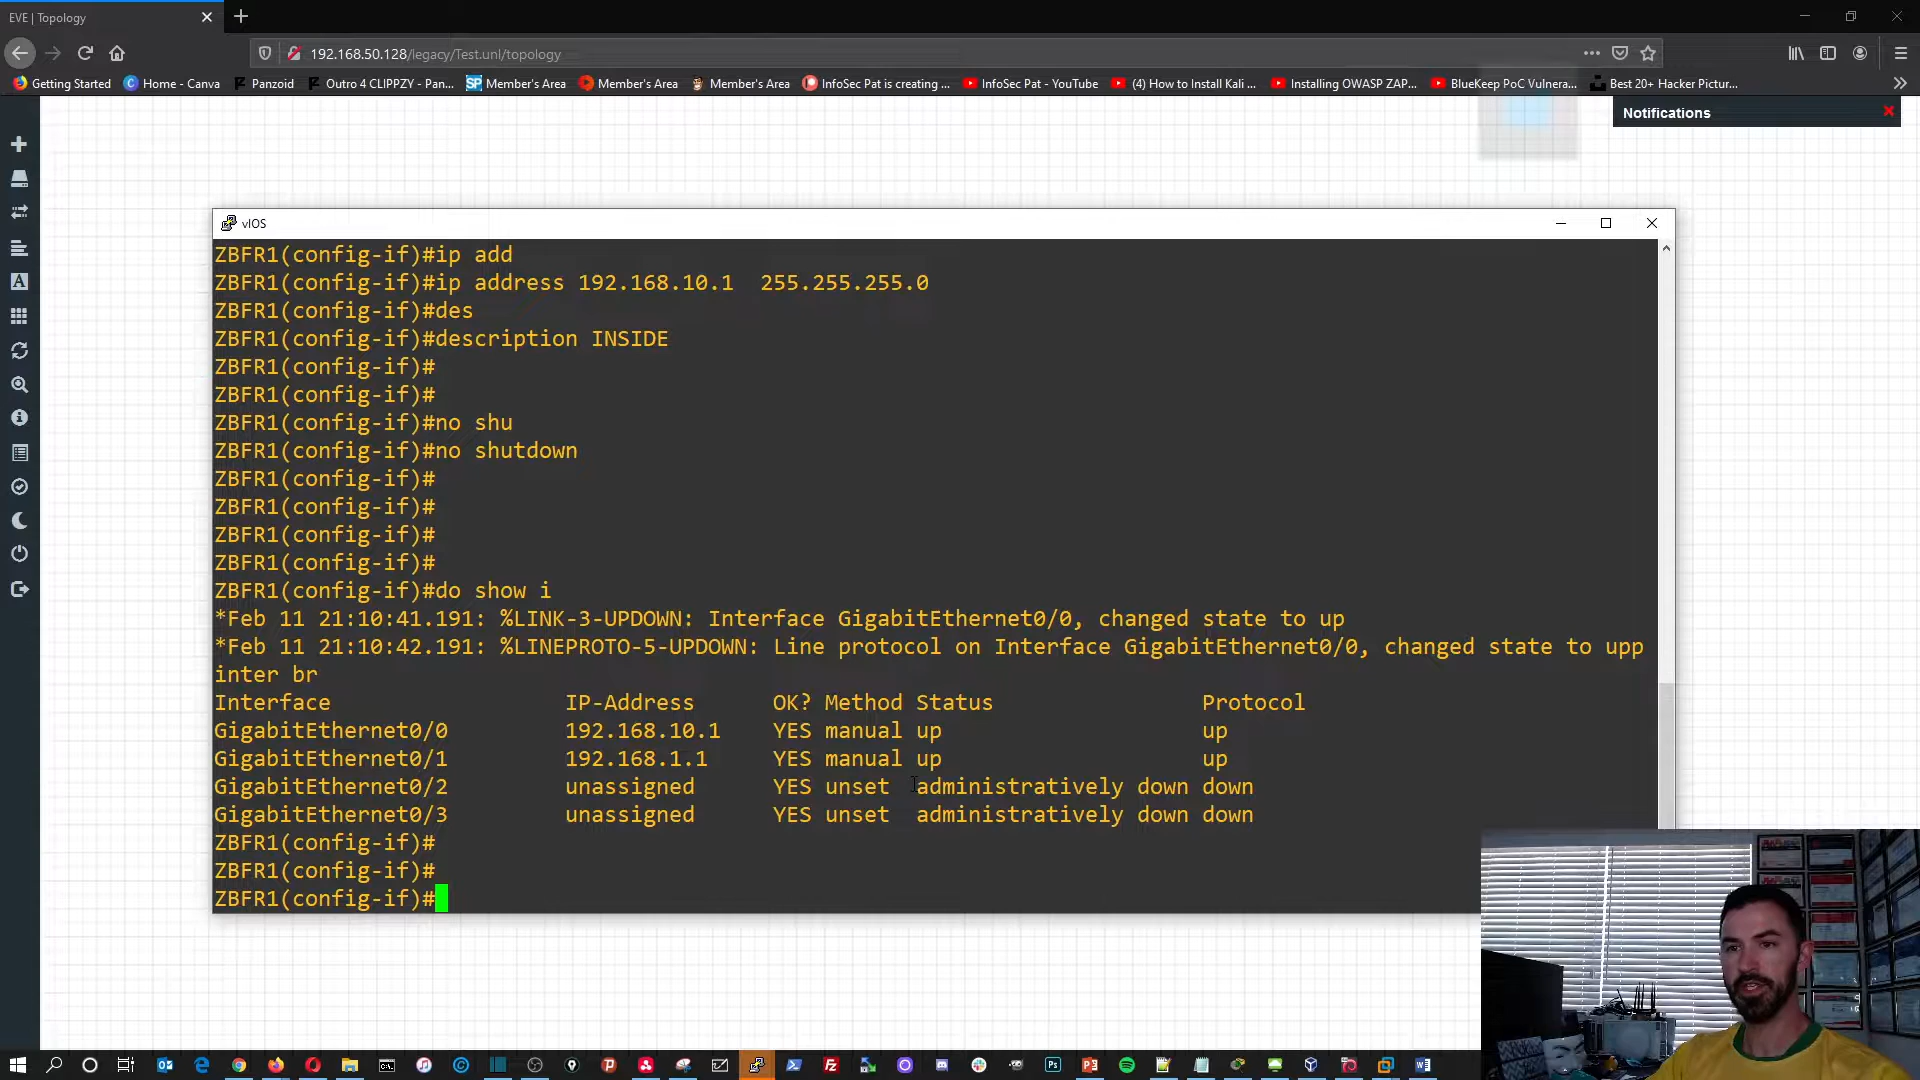 EVE | Topology
192.168.50.128/legacy/Test.unl/topology
Getting Started
Home - Canva
Panzoid
Outro 4 CLIPPZY - Pan...
Member's Area
Member's Area
Member's Area
InfoSec Pat is creating ...
InfoSec Pat - YouTube
(4) How to Install Kali ...
Installing OWASP ZAP...
BlueKeep PoC Vulnera...
Best 20+ Hacker Pictur...
Notifications
vIOS
ZBFR1(config-if)#ip add
ZBFR1(config-if)#ip address 192.168.10.1  255.255.255.0
ZBFR1(config-if)#des
ZBFR1(config-if)#description INSIDE
ZBFR1(config-if)#
ZBFR1(config-if)#
ZBFR1(config-if)#no shu
ZBFR1(config-if)#no shutdown
ZBFR1(config-if)#
ZBFR1(config-if)#
ZBFR1(config-if)#
ZBFR1(config-if)#
ZBFR1(config-if)#do show i
*Feb 11 21:10:41.191: %LINK-3-UPDOWN: Interface GigabitEthernet0/0, changed state to up
*Feb 11 21:10:42.191: %LINEPROTO-5-UPDOWN: Line protocol on Interface GigabitEthernet0/0, changed state to upp
inter br
Interface IP-Address OK? Method Status Protocol
GigabitEthernet0/0 192.168.10.1 YES manual up up
GigabitEthernet0/1 192.168.1.1 YES manual up up
GigabitEthernet0/2 unassigned YES unset administratively down down
GigabitEthernet0/3 unassigned YES unset administratively down down
ZBFR1(config-if)#
ZBFR1(config-if)#
ZBFR1(config-if)#